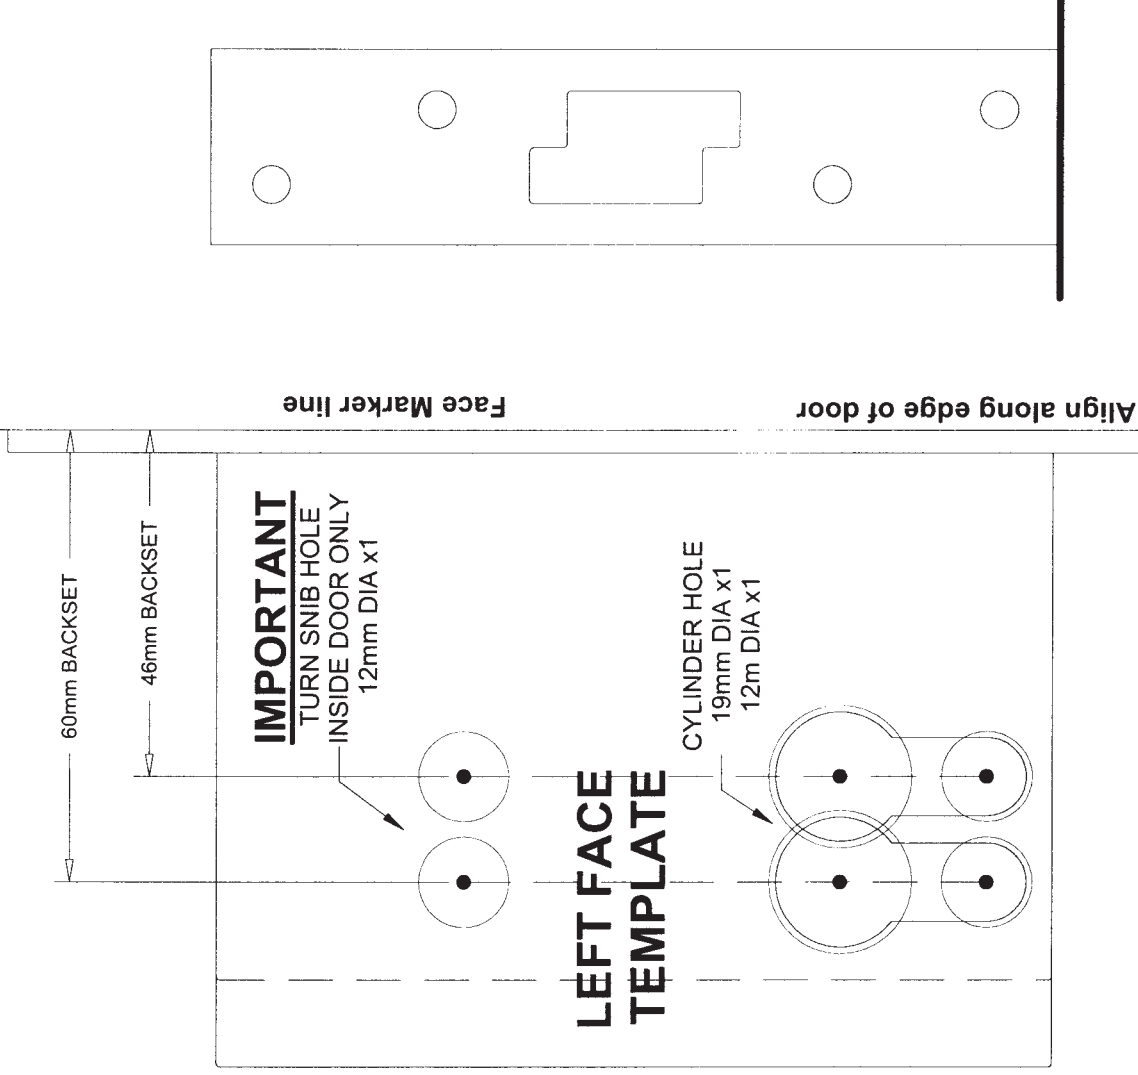 Face Marker line
Align along edge of door
60mm BACKSET
46mm BACKSET
IMPORTANT
TURN SNIB HOLE
INSIDE DOOR ONLY
12mm DIA x1
CYLINDER HOLE
19mm DIA x1
12m DIA x1
LEFT FACE
TEMPLATE